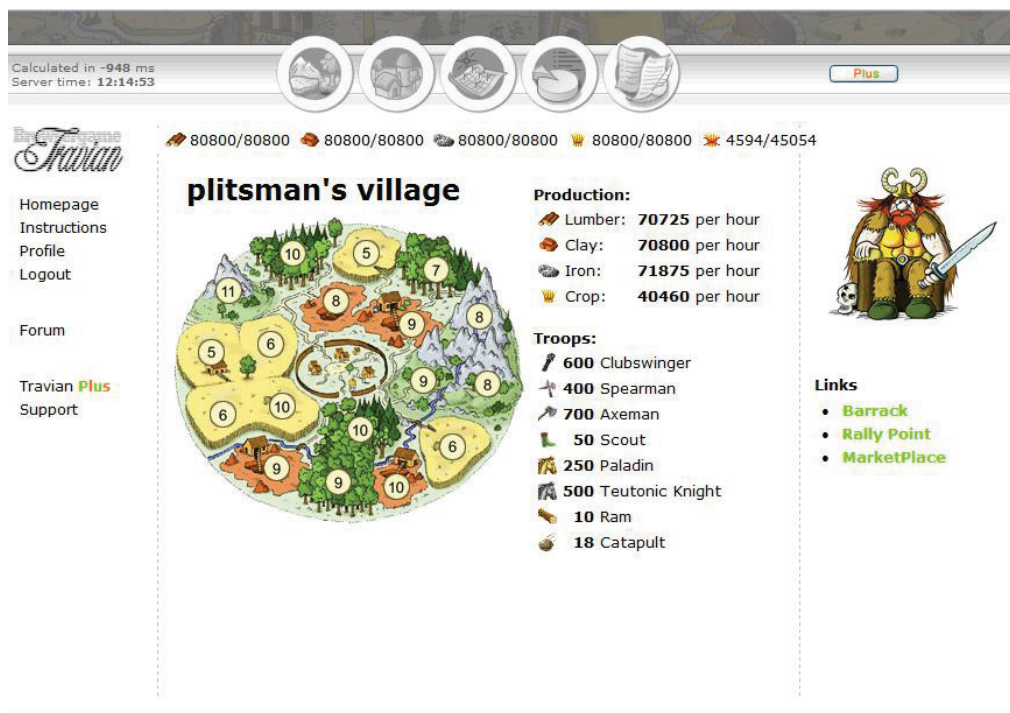 Calculated in -948 ms
Server time: 12:14:53
Plus
Browsergame
Travian
80800/80800 80800/80800 80800/80800 80800/80800 4594/45054
Homepage
Instructions
Profile
Logout
Forum
Travian Plus
Support
plitsman's village
10
5
7
11
8
9
8
5
6
9
8
6
10
10
6
9
9
10
Production:
Lumber: 70725 per hour
Clay: 70800 per hour
Iron: 71875 per hour
Crop: 40460 per hour
Troops:
600 Clubswinger
400 Spearman
700 Axeman
50 Scout
250 Paladin
500 Teutonic Knight
10 Ram
18 Catapult
Links
• Barrack
• Rally Point
• MarketPlace